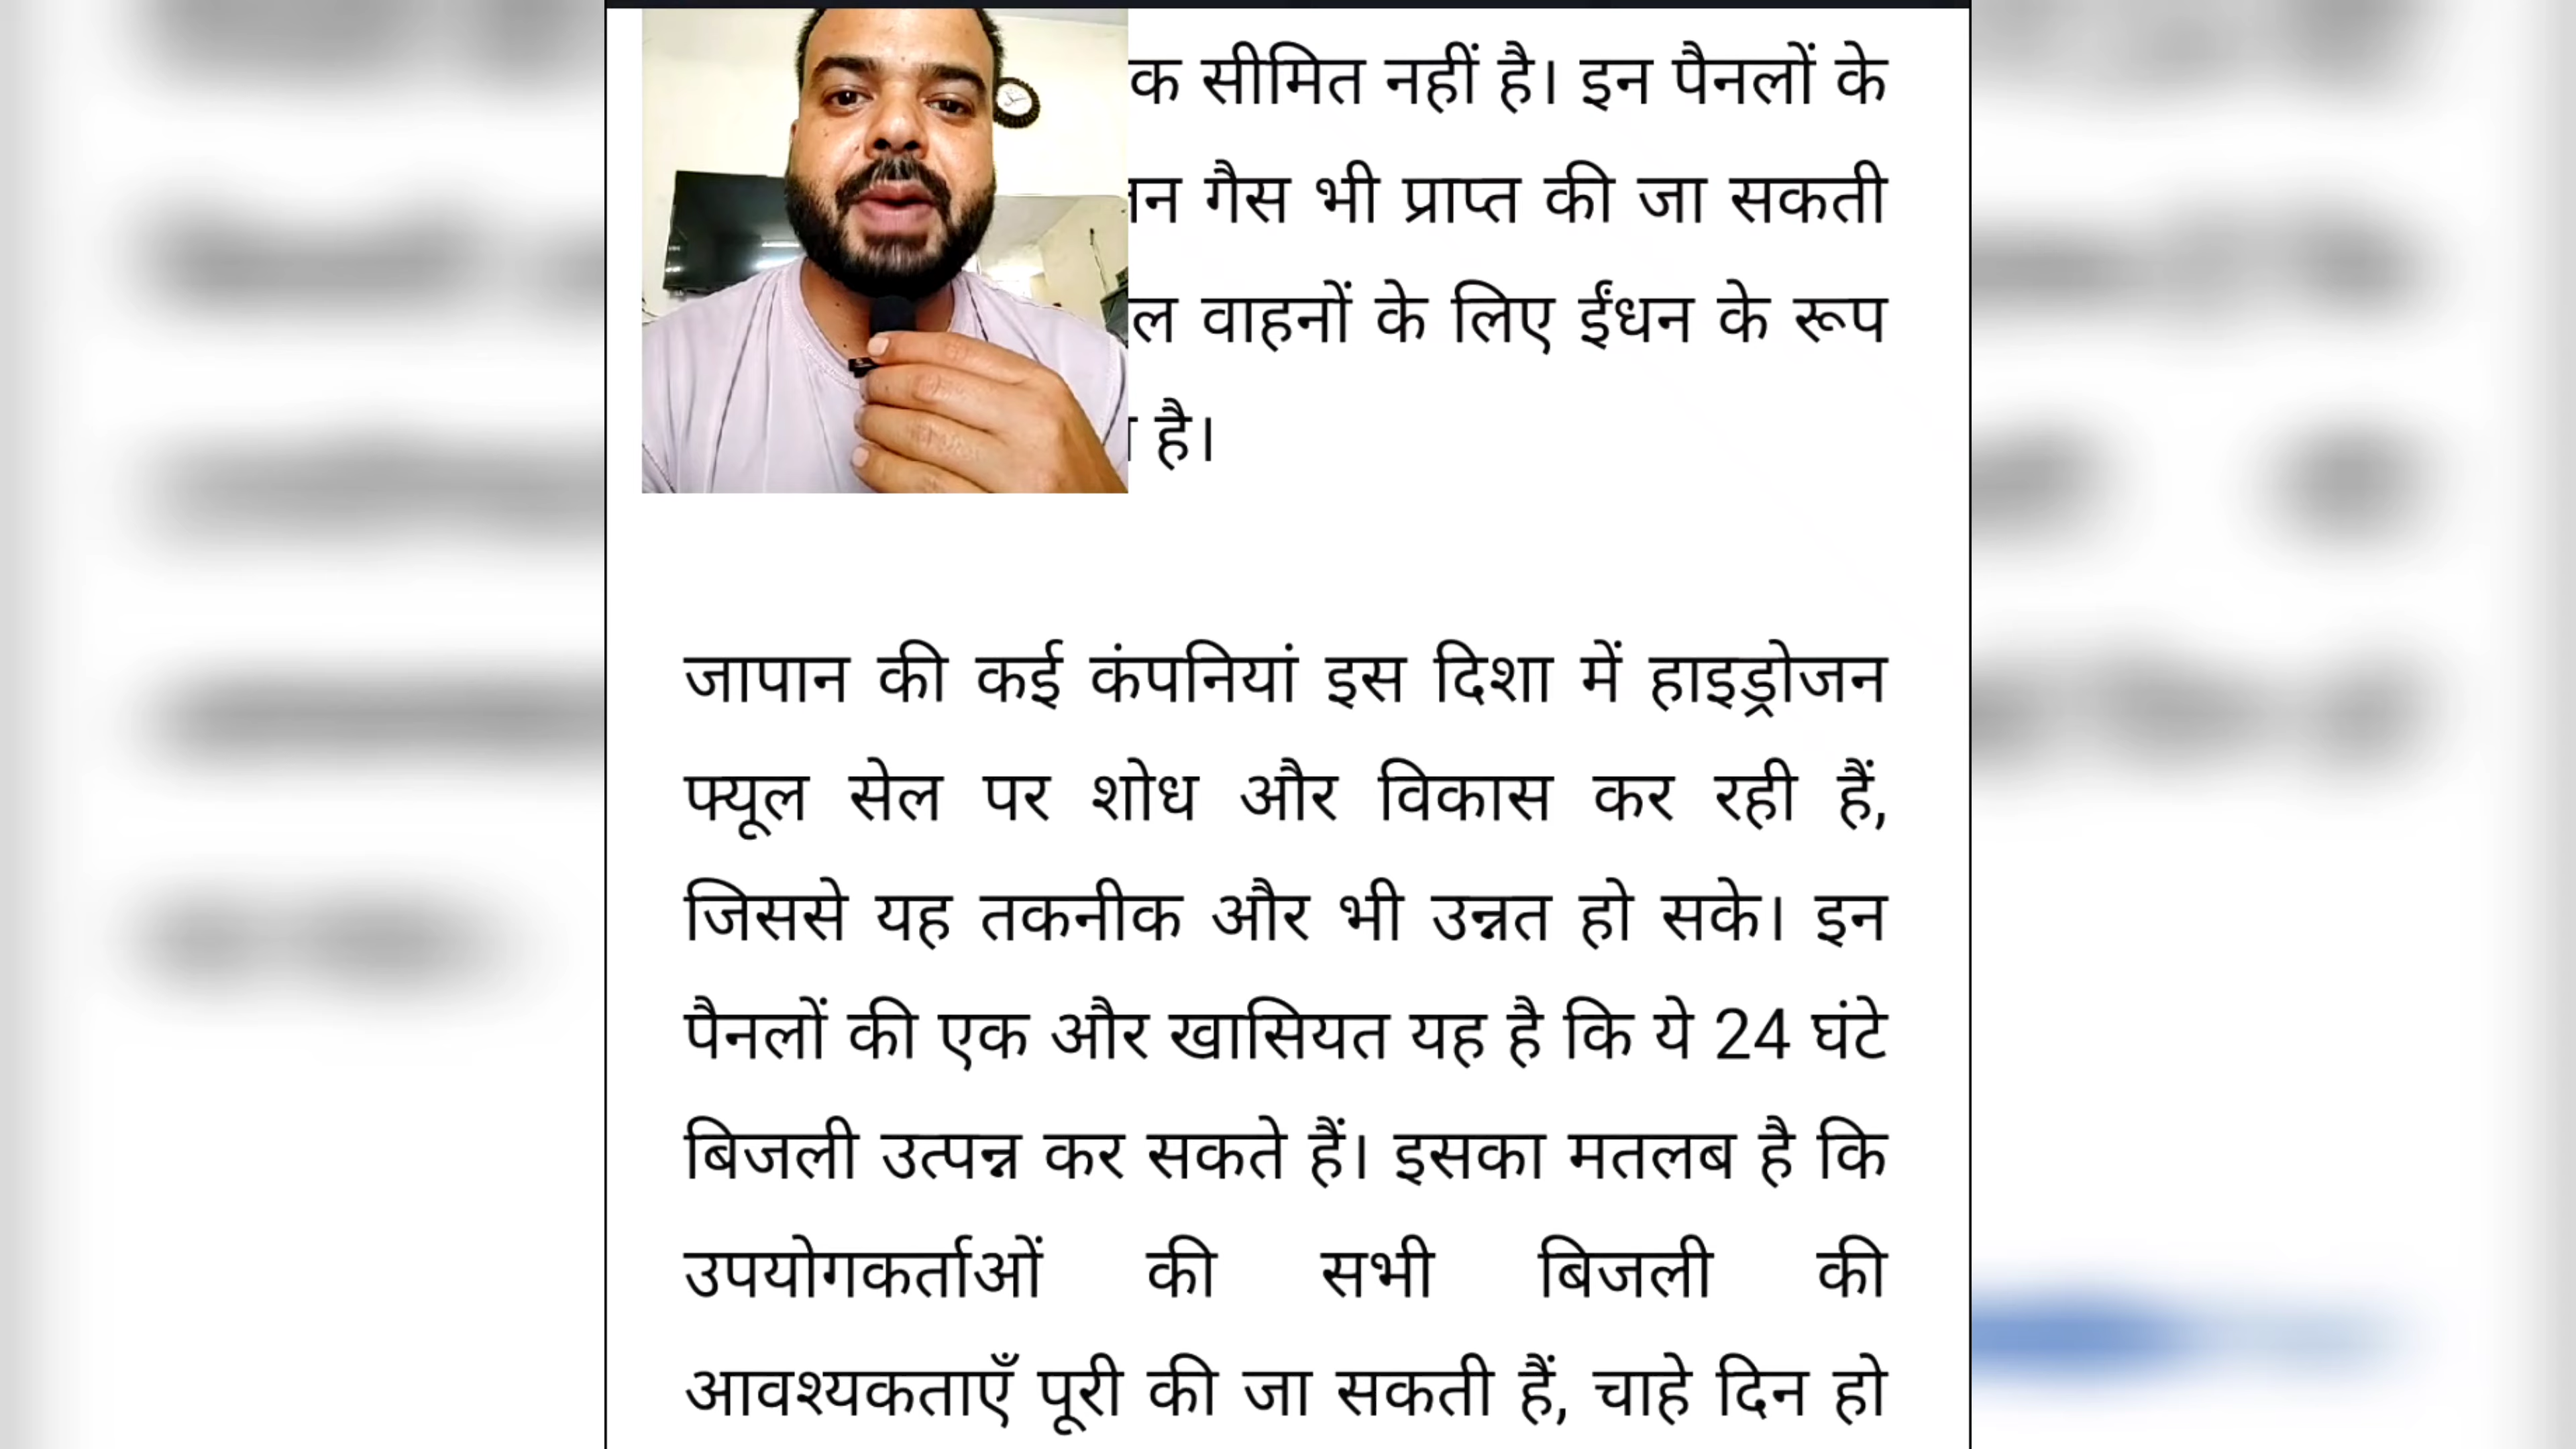 सीमित नहीं है। इन पैनलों के
गैस भी प्राप्त की जा सकती
वाहनों के लिए ईंधन के रूप
है।
जापान की कई कंपनियां इस दिशा में हाइड्रोजन
फ्यूल सेल पर शोध और विकास कर रही हैं,
जिससे यह तकनीक और भी उन्नत हो सके। इन
पैनलों की एक और खासियत यह है कि ये 24 घंटे
बिजली उत्पन्न कर सकते हैं। इसका मतलब है कि
उपयोगकर्ताओं की सभी बिजली की
आवश्यकताएँ पूरी की जा सकती हैं, चाहे दिन हो